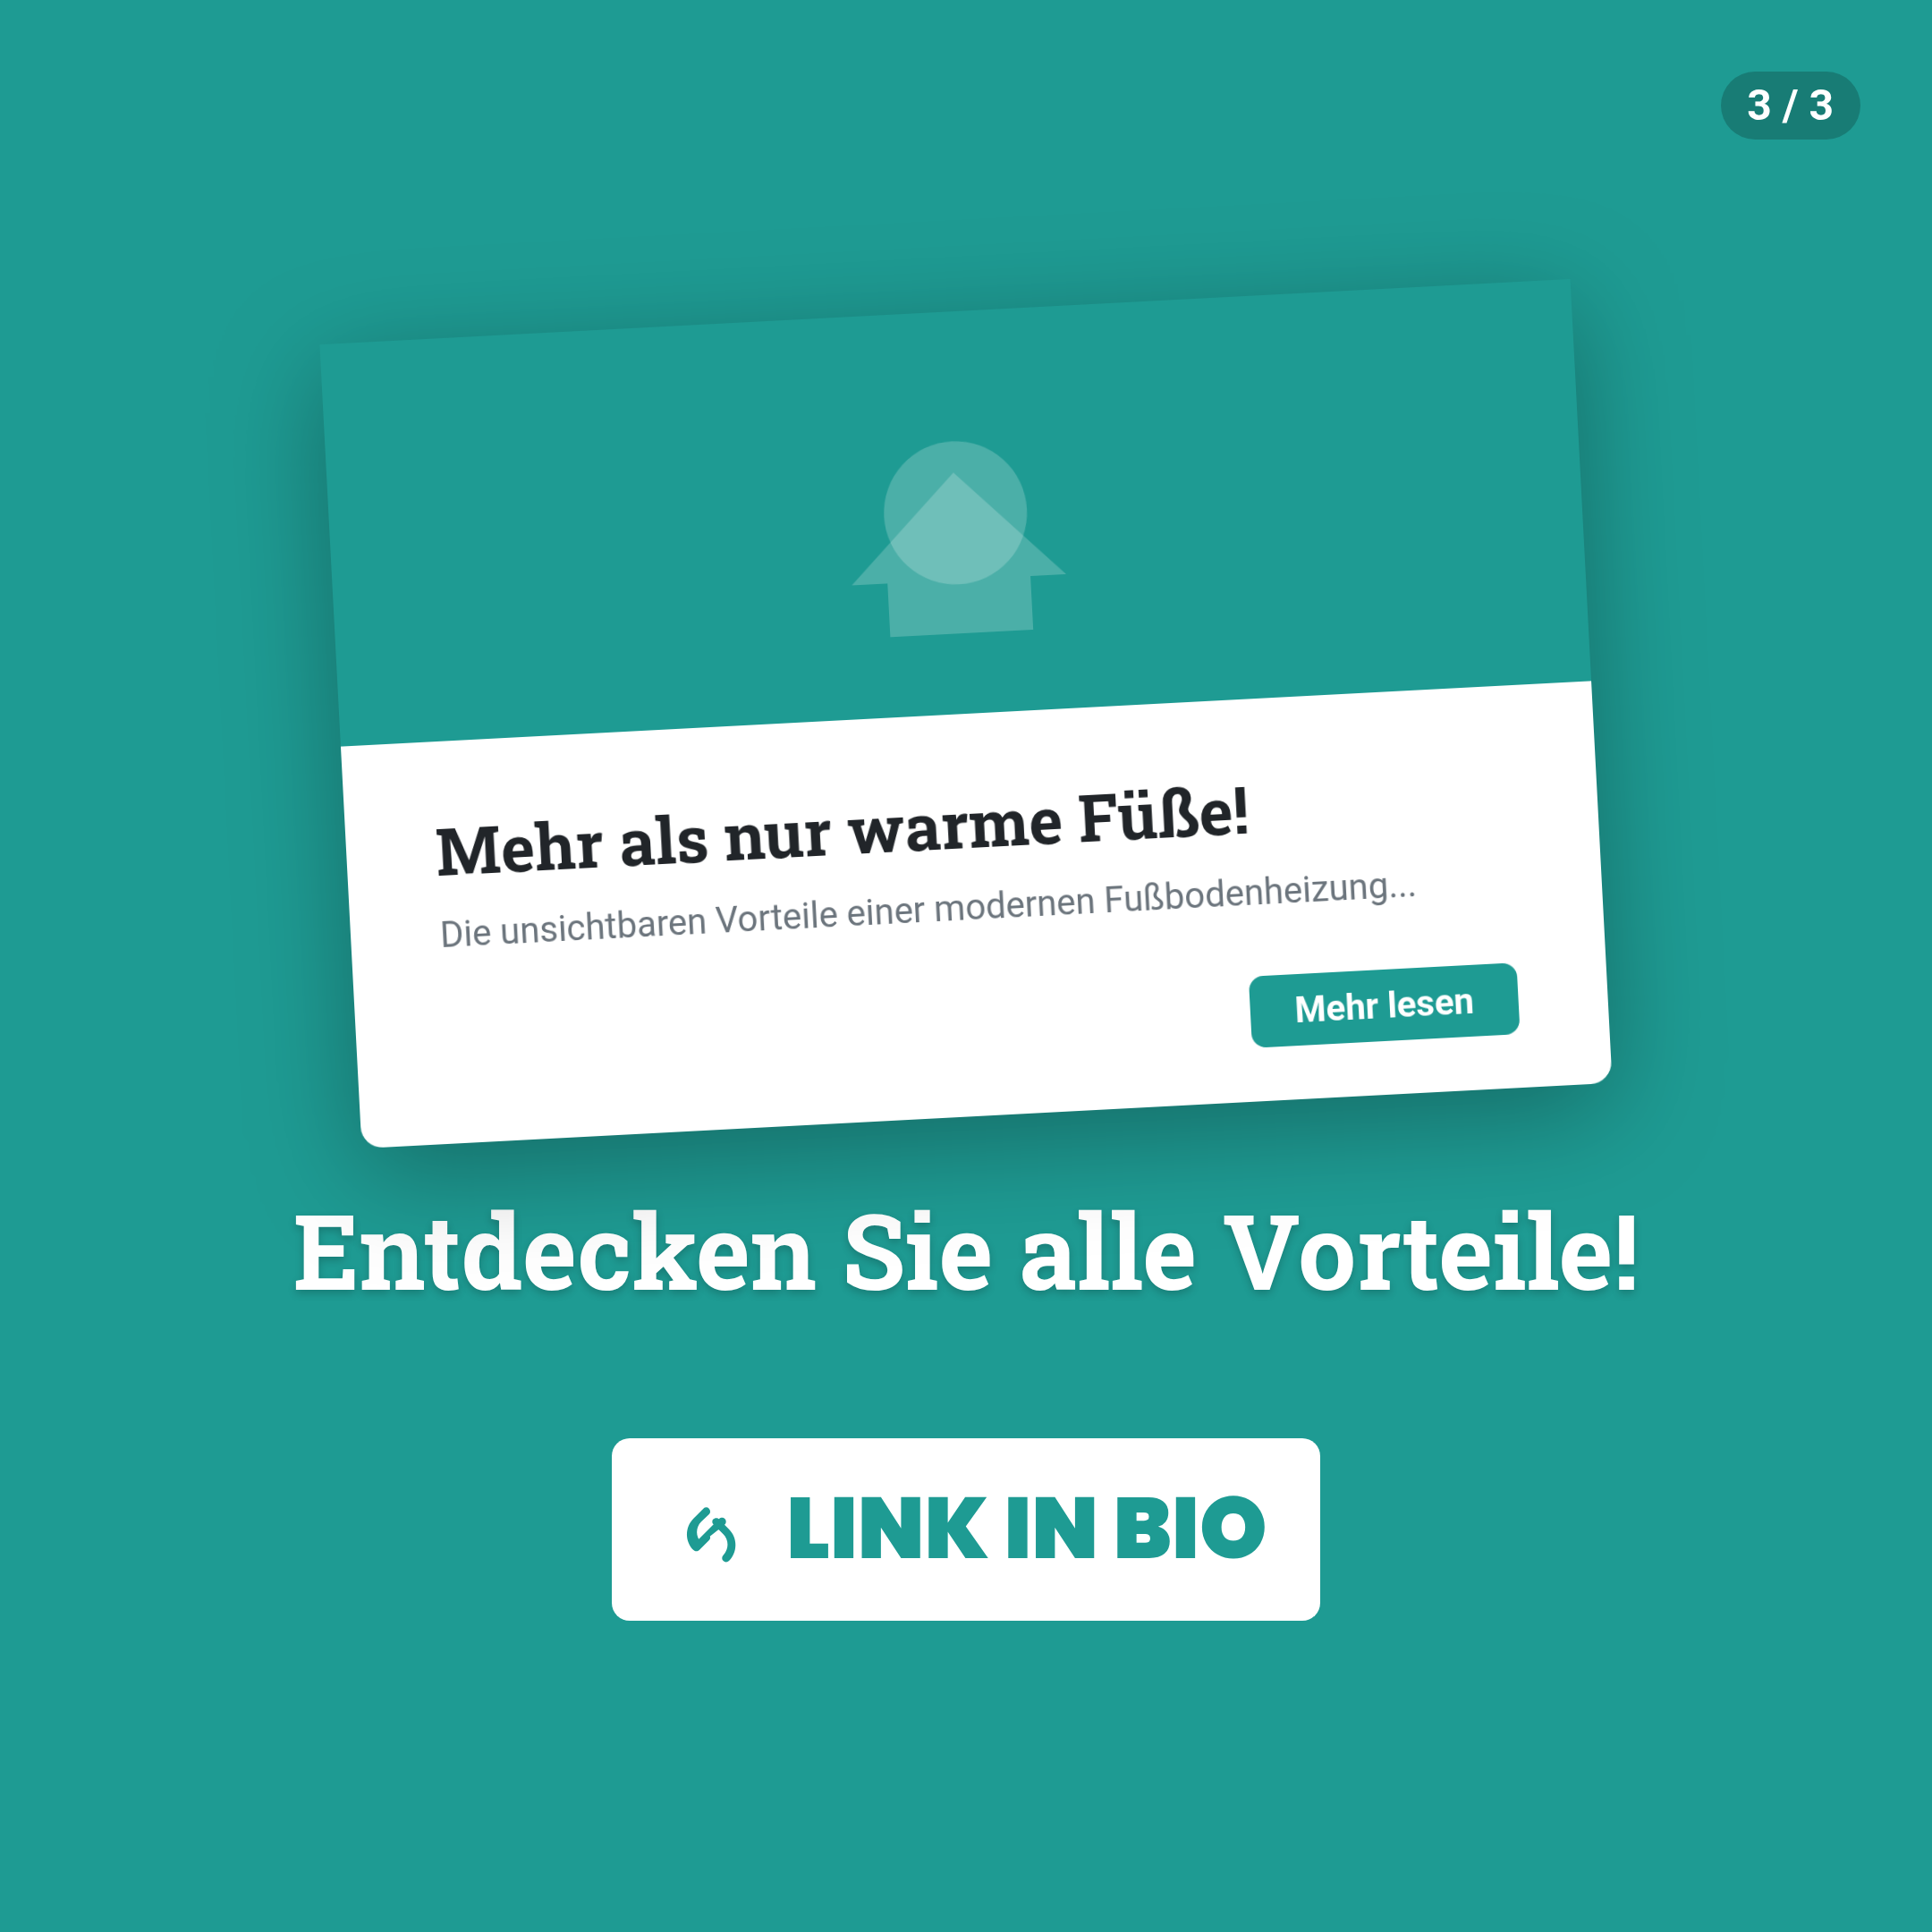 3 / 3
Mehr als nur warme Füße!
Die unsichtbaren Vorteile einer modernen Fußbodenheizung...
Mehr lesen
Entdecken Sie alle Vorteile!
LINK IN BIO